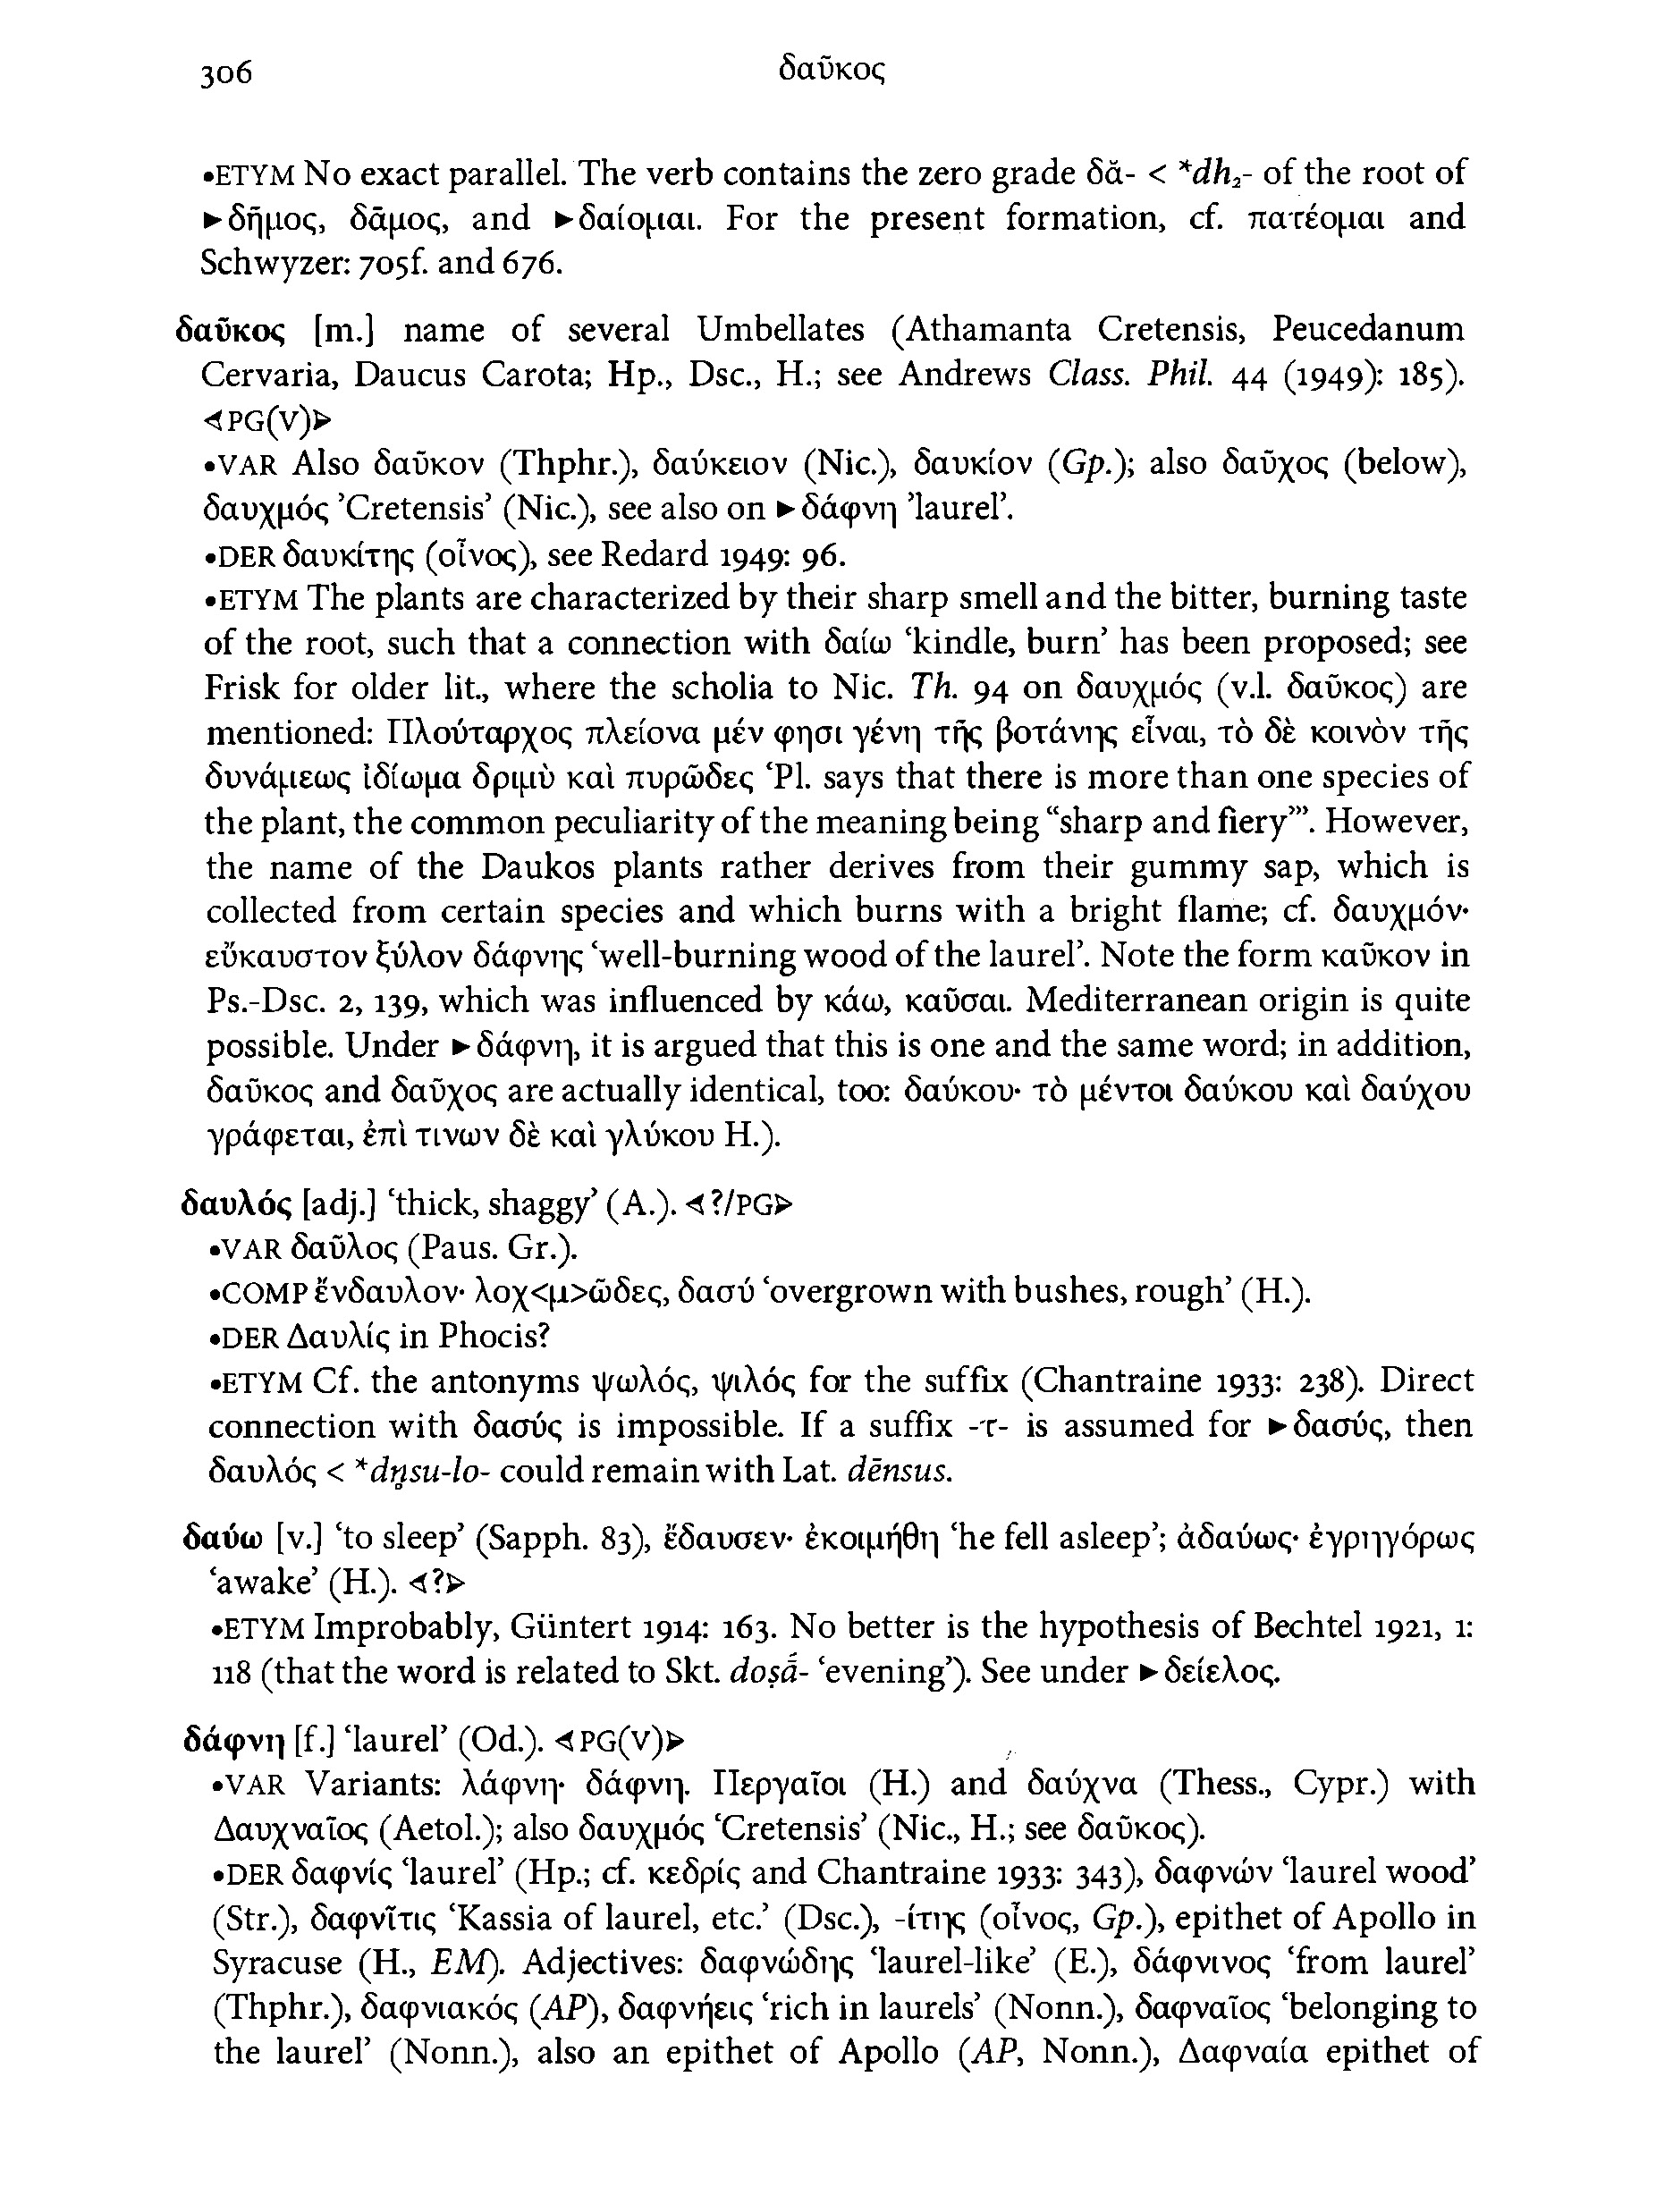 306 δαῦκος
•ETYM No exact parallel. The verb contains the zero grade δᾰ- < *dh₂- of the root of
►δῆμος, δᾶμος, and ►δαίομαι. For the present formation, cf. πατέομαι and
Schwyzer: 705f. and 676.
δαῦκος [m.] name of several Umbellates (Athamanta Cretensis, Peucedanum
Cervaria, Daucus Carota; Hp., Dsc., H.; see Andrews Class. Phil. 44 (1949): 185).
⊲PG(V)⊳
•VAR Also δαῦκον (Thphr.), δαύκειον (Nic.), δαυκίον (Gp.); also δαῦχος (below),
δαυχμός ’Cretensis’ (Nic.), see also on ►δάφνη ’laurel’.
•DER δαυκίτης (οἶνος), see Redard 1949: 96.
•ETYM The plants are characterized by their sharp smell and the bitter, burning taste
of the root, such that a connection with δαίω ‘kindle, burn’ has been proposed; see
Frisk for older lit., where the scholia to Nic. Th. 94 on δαυχμός (v.l. δαῦκος) are
mentioned: Πλούταρχος πλείονα μέν φησι γένη τῆς βοτάνης εἶναι, τὸ δὲ κοινὸν τῆς
δυνάμεως ἰδίωμα δριμὺ καὶ πυρῶδες ‘Pl. says that there is more than one species of
the plant, the common peculiarity of the meaning being “sharp and fiery”’. However,
the name of the Daukos plants rather derives from their gummy sap, which is
collected from certain species and which burns with a bright flame; cf. δαυχμόν·
εὔκαυστον ξύλον δάφνης ‘well-burning wood of the laurel’. Note the form καῦκον in
Ps.-Dsc. 2, 139, which was influenced by κάω, καῦσαι. Mediterranean origin is quite
possible. Under ►δάφνη, it is argued that this is one and the same word; in addition,
δαῦκος and δαῦχος are actually identical, too: δαύκου· τὸ μέντοι δαύκου καὶ δαύχου
γράφεται, ἐπὶ τινων δὲ καὶ γλύκου H.).
δαυλός [adj.] ‘thick, shaggy’ (A.). ⊲?/PG⊳
•VAR δαῦλος (Paus. Gr.).
•COMP ἔνδαυλον· λοχ<μ>ῶδες, δασύ ‘overgrown with bushes, rough’ (H.).
•DER Δαυλίς in Phocis?
•ETYM Cf. the antonyms ψωλός, ψιλός for the suffix (Chantraine 1933: 238). Direct
connection with δασύς is impossible. If a suffix -τ- is assumed for ►δασύς, then
δαυλός < *dn̥su-lo- could remain with Lat. dēnsus.
δαύω [v.] ‘to sleep’ (Sapph. 83), ἔδαυσεν· ἐκοιμήθη ‘he fell asleep’; ἀδαύως· ἐγρηγόρως
‘awake’ (H.). ⊲?⊳
•ETYM Improbably, Güntert 1914: 163. No better is the hypothesis of Bechtel 1921, 1:
118 (that the word is related to Skt. doṣā́- ‘evening’). See under ►δείελος.
δάφνη [f.] ‘laurel’ (Od.). ⊲PG(V)⊳
•VAR Variants: λάφνη· δάφνη. Περγαῖοι (H.) and δαύχνα (Thess., Cypr.) with
Δαυχναῖος (Aetol.); also δαυχμός ‘Cretensis’ (Nic., H.; see δαῦκος).
•DER δαφνίς ‘laurel’ (Hp.; cf. κεδρίς and Chantraine 1933: 343), δαφνών ‘laurel wood’
(Str.), δαφνῖτις ‘Kassia of laurel, etc.’ (Dsc.), -ίτης (οἶνος, Gp.), epithet of Apollo in
Syracuse (H., EM). Adjectives: δαφνώδης ‘laurel-like’ (E.), δάφνινος ‘from laurel’
(Thphr.), δαφνιακός (AP), δαφνήεις ‘rich in laurels’ (Nonn.), δαφναῖος ‘belonging to
the laurel’ (Nonn.), also an epithet of Apollo (AP, Nonn.), Δαφναία epithet of